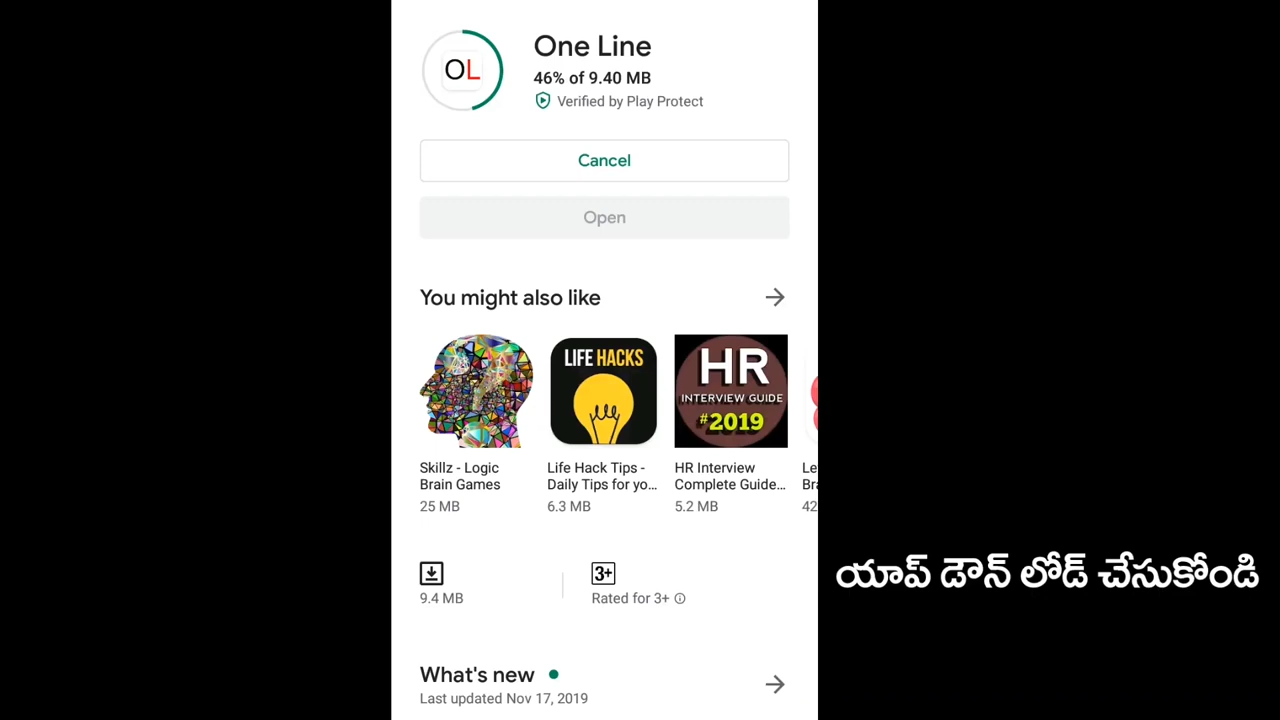 OL
One Line
46% of 9.40 MB
Verified by Play Protect
Cancel
Open
You might also like
LIFE HACKS
HR
INTERVIEW GUIDE
#2019
Skillz - Logic
Brain Games
25 MB
Life Hack Tips -
Daily Tips for yo...
6.3 MB
HR Interview
Complete Guide...
5.2 MB
Le
Bra
42
3+
9.4 MB
Rated for 3+
యాప్ డౌన్ లోడ్ చేసుకోండి
What's new
Last updated Nov 17, 2019